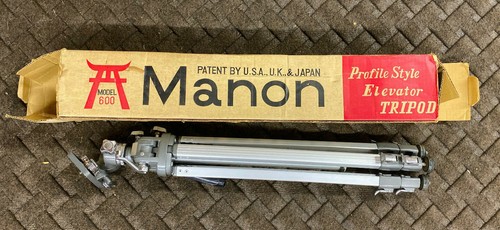 MODEL
600
PATENT BY U.S.A., U.K., & JAPAN
Manon
Profile Style
Elevator
TRIPOD